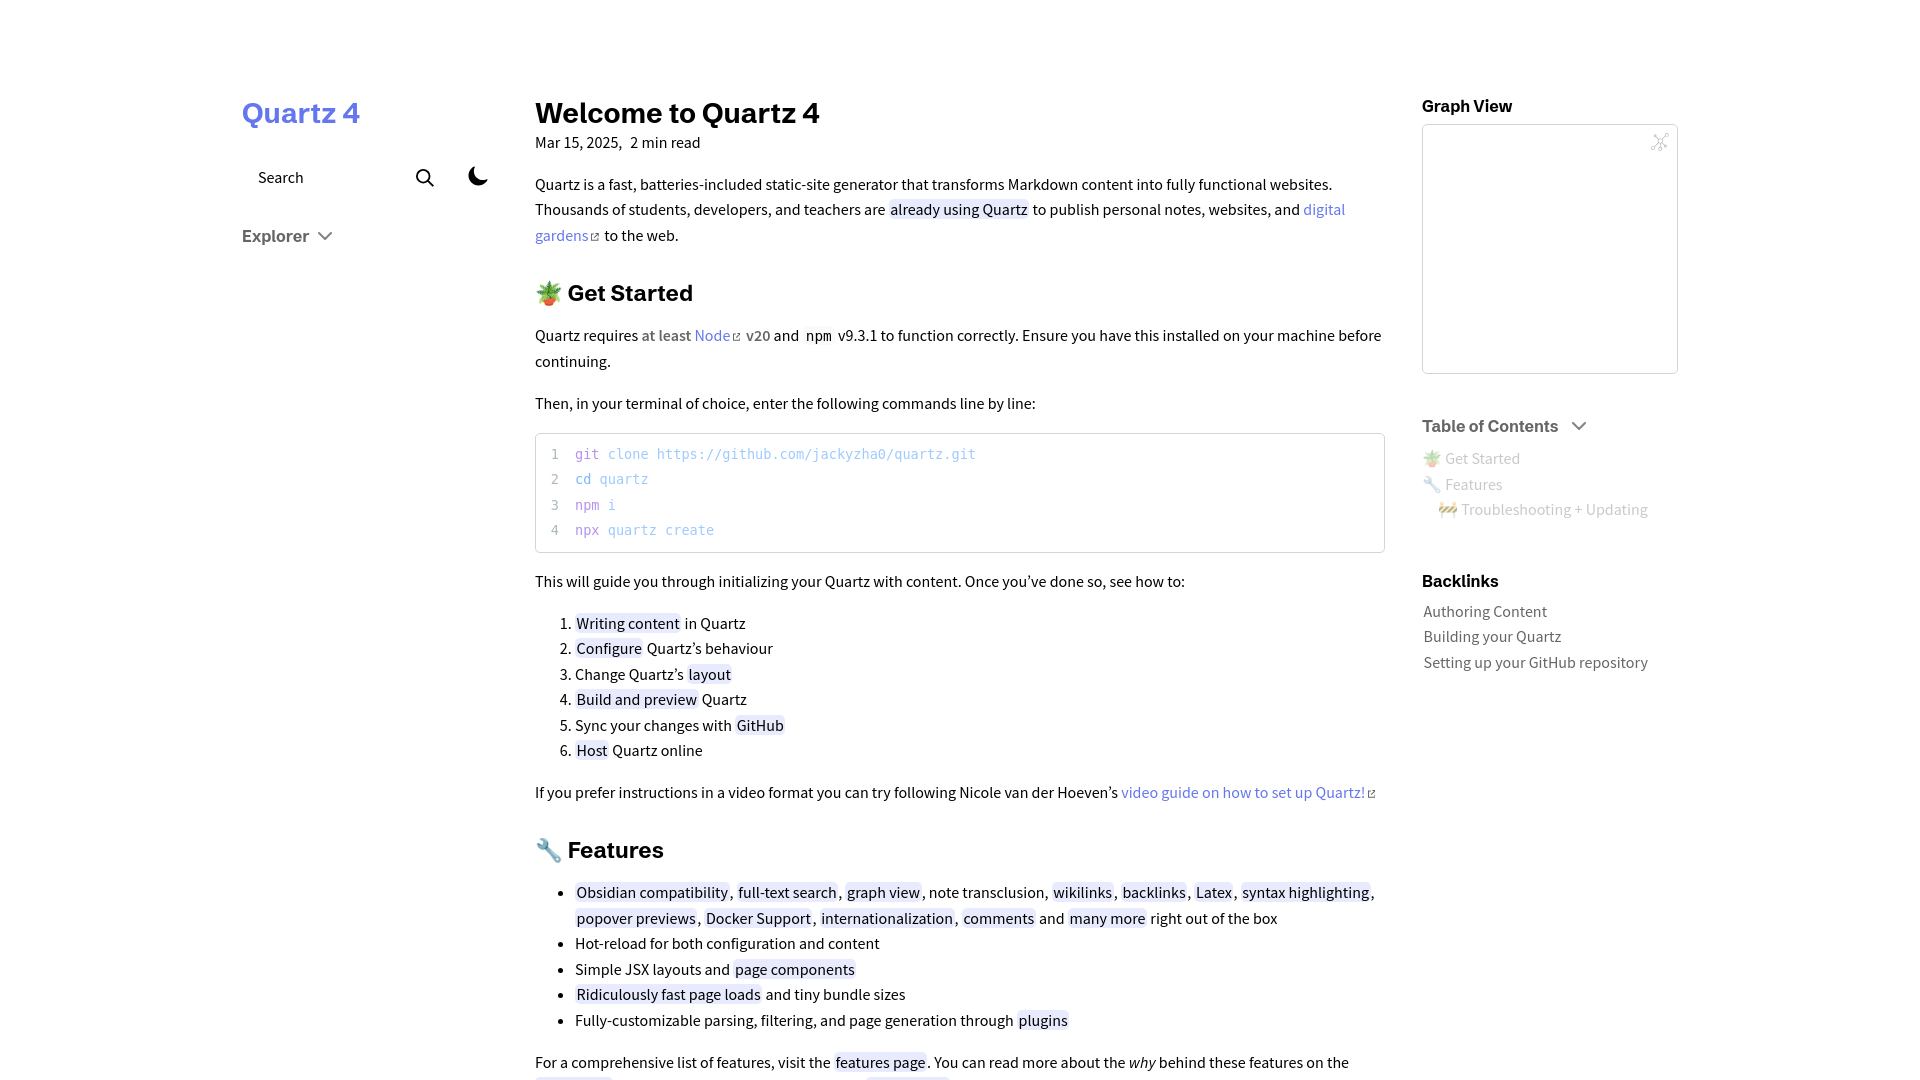 Quartz 4
Search
Explorer
Welcome to Quartz 4
Mar 15, 2025, 2 min read
Quartz is a fast, batteries-included static-site generator that transforms Markdown content into fully functional websites.
Thousands of students, developers, and teachers are already using Quartz to publish personal notes, websites, and digital
gardens to the web.
🪴 Get Started
Quartz requires at least Node v20 and npm v9.3.1 to function correctly. Ensure you have this installed on your machine before
continuing.
Then, in your terminal of choice, enter the following commands line by line:
1 git clone https://github.com/jackyzha0/quartz.git
2 cd quartz
3 npm i
4 npx quartz create
This will guide you through initializing your Quartz with content. Once you’ve done so, see how to:
1. Writing content in Quartz
2. Configure Quartz’s behaviour
3. Change Quartz’s layout
4. Build and preview Quartz
5. Sync your changes with GitHub
6. Host Quartz online
If you prefer instructions in a video format you can try following Nicole van der Hoeven’s video guide on how to set up Quartz!
🔧 Features
• Obsidian compatibility, full-text search, graph view, note transclusion, wikilinks, backlinks, Latex, syntax highlighting,
popover previews, Docker Support, internationalization, comments and many more right out of the box
• Hot-reload for both configuration and content
• Simple JSX layouts and page components
• Ridiculously fast page loads and tiny bundle sizes
• Fully-customizable parsing, filtering, and page generation through plugins
For a comprehensive list of features, visit the features page. You can read more about the why behind these features on the
Graph View
Table of Contents
🪴 Get Started
🔧 Features
🚧 Troubleshooting + Updating
Backlinks
Authoring Content
Building your Quartz
Setting up your GitHub repository